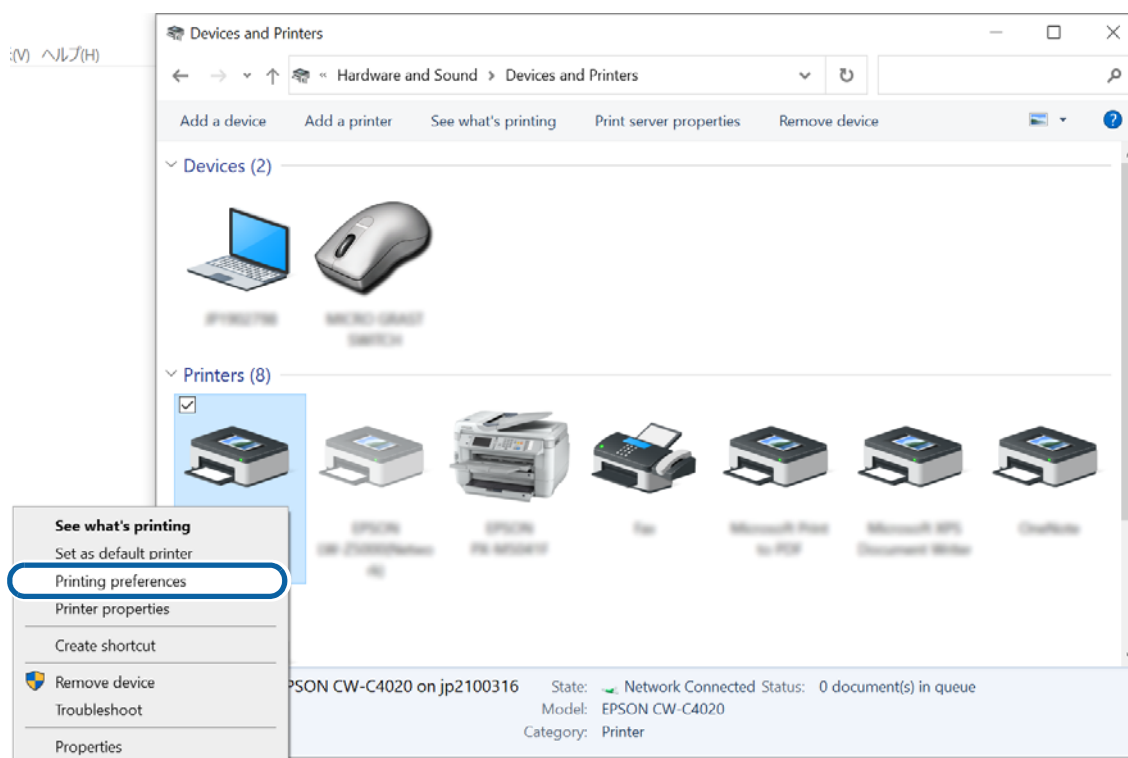 Devices and Printers
(V) ヘルプ(H)
« Hardware and Sound > Devices and Printers
Add a device Add a printer See what's printing Print server properties Remove device
Devices (2)
Printers (8)
See what's printing
Set as default printer
Printing preferences
Printer properties
Create shortcut
Remove device
Troubleshoot
Properties
PSON CW-C4020 on jp2100316 State: Network Connected Status: 0 document(s) in queue
Model: EPSON CW-C4020
Category: Printer